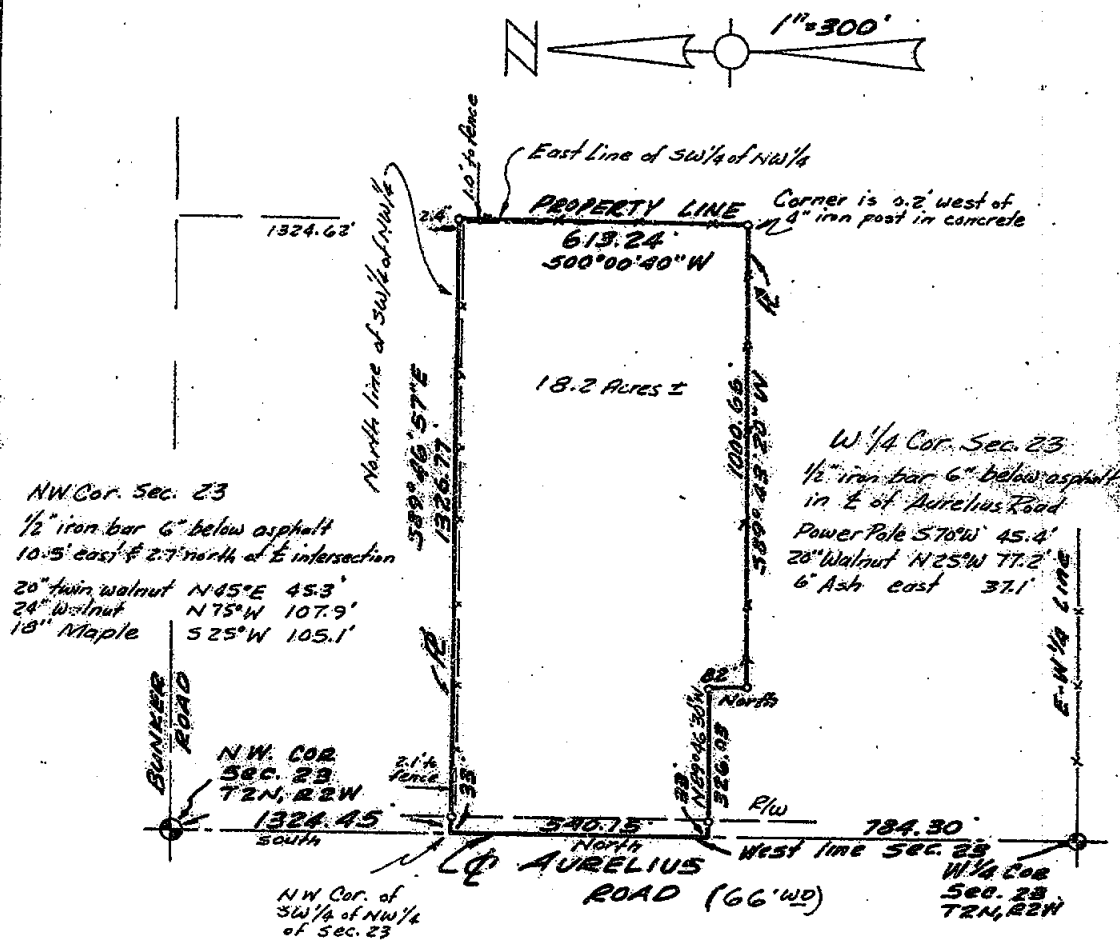 1"=300'
N
1.0' to fence
East Line of SW 1/4 of NW 1/4
PROPERTY LINE
Corner is 0.2' west of
4" iron post in concrete
2.4'
1324.62'
613.24'
S00°00'40"W
North line of SW 1/4 of NW 1/4
S89°46'57"E
1326.77
18.2 Acres ±
1000.66
S89°43'20"W
W 1/4 Cor. Sec. 23
1/2" iron bar 6" below asphalt
in ℄ of Aurelius Road
Power Pole S70°W 45.4'
20" Walnut N25°W 77.2'
6" Ash east 37.1'
NW Cor. Sec. 23
1/2" iron bar 6" below asphalt
10.5' east & 2.7' north of ℄ intersection
20" twin walnut N45°E 45.3'
24" Walnut N75°W 107.9'
18" Maple S25°W 105.1'
BUNKER
ROAD
E-W 1/4 LINE
82
North
N89°46'30"W
326.03
N.W. COR
SEC. 23
T2N, R2W
2.1' to
fence
33'
33'
R/W
1324.45
South
540.15
North
784.30
West line Sec. 23
℄ AURELIUS
ROAD (66' WD)
W 1/4 COR
SEC. 23
T2N, R2W
NW Cor. of
SW 1/4 of NW 1/4
of Sec. 23